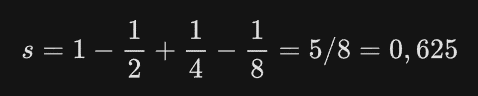 s = 1 − 1/2 + 1/4 − 1/8 = 5/8 = 0,625